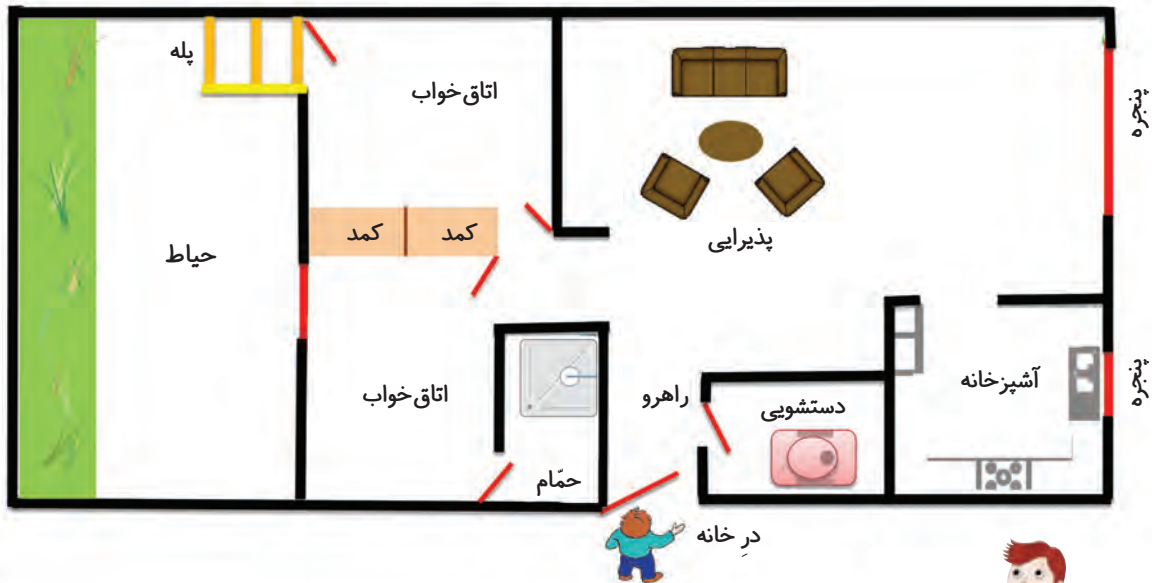 پله
اتاق‌خواب
پنجره
کمد
کمد
پذیرایی
حیاط
آشپزخانه
پنجره
اتاق‌خواب
راهرو
دستشویی
حمّام
درِ خانه